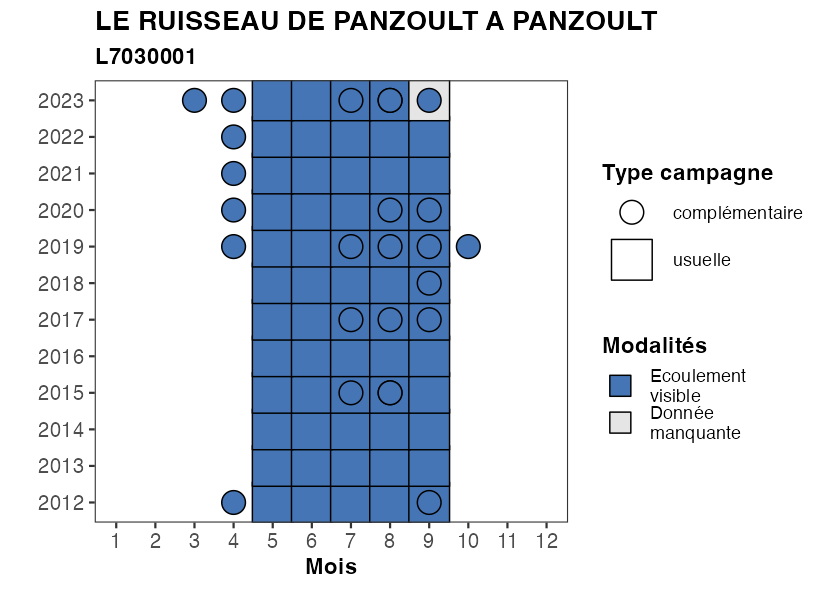 LE RUISSEAU DE PANZOULT A PANZOULT
L7030001
2023
2022
2021
2020
2019
2018
2017
2016
2015
2014
2013
2012
1 2 3 4 5 6 7 8 9 10 11 12
Mois
Type campagne
complémentaire
usuelle
Modalités
Ecoulement
visible
Donnée
manquante